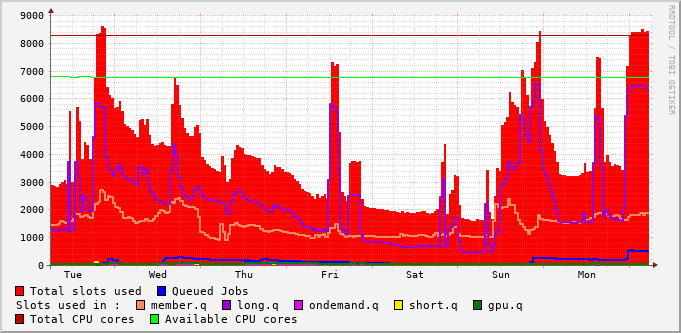 9000
8000
7000
6000
5000
4000
3000
2000
1000
0
Tue Wed Thu Fri Sat Sun Mon
RRDTOOL / TOBI OETIKER
Total slots used Queued Jobs
Slots used in : member.q long.q ondemand.q short.q gpu.q
Total CPU cores Available CPU cores